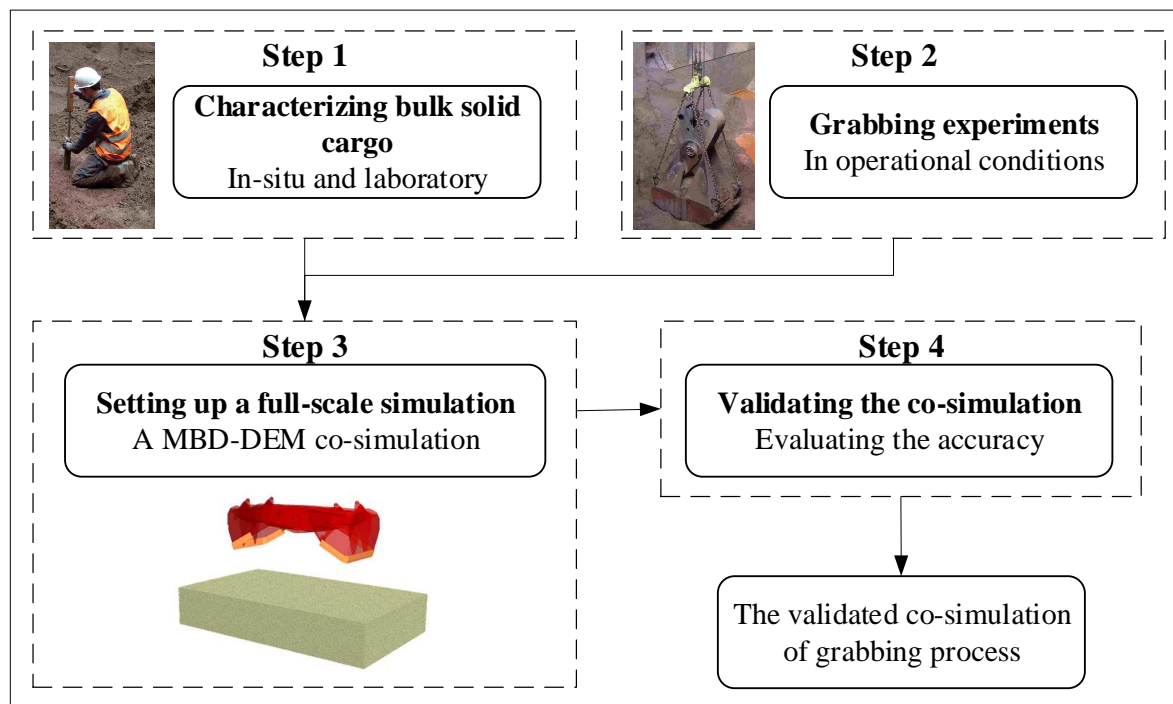 Step 1
Characterizing bulk solid
cargo
In-situ and laboratory
Step 2
Grabbing experiments
In operational conditions
Step 3
Setting up a full-scale simulation
A MBD-DEM co-simulation
Step 4
Validating the co-simulation
Evaluating the accuracy
The validated co-simulation
of grabbing process